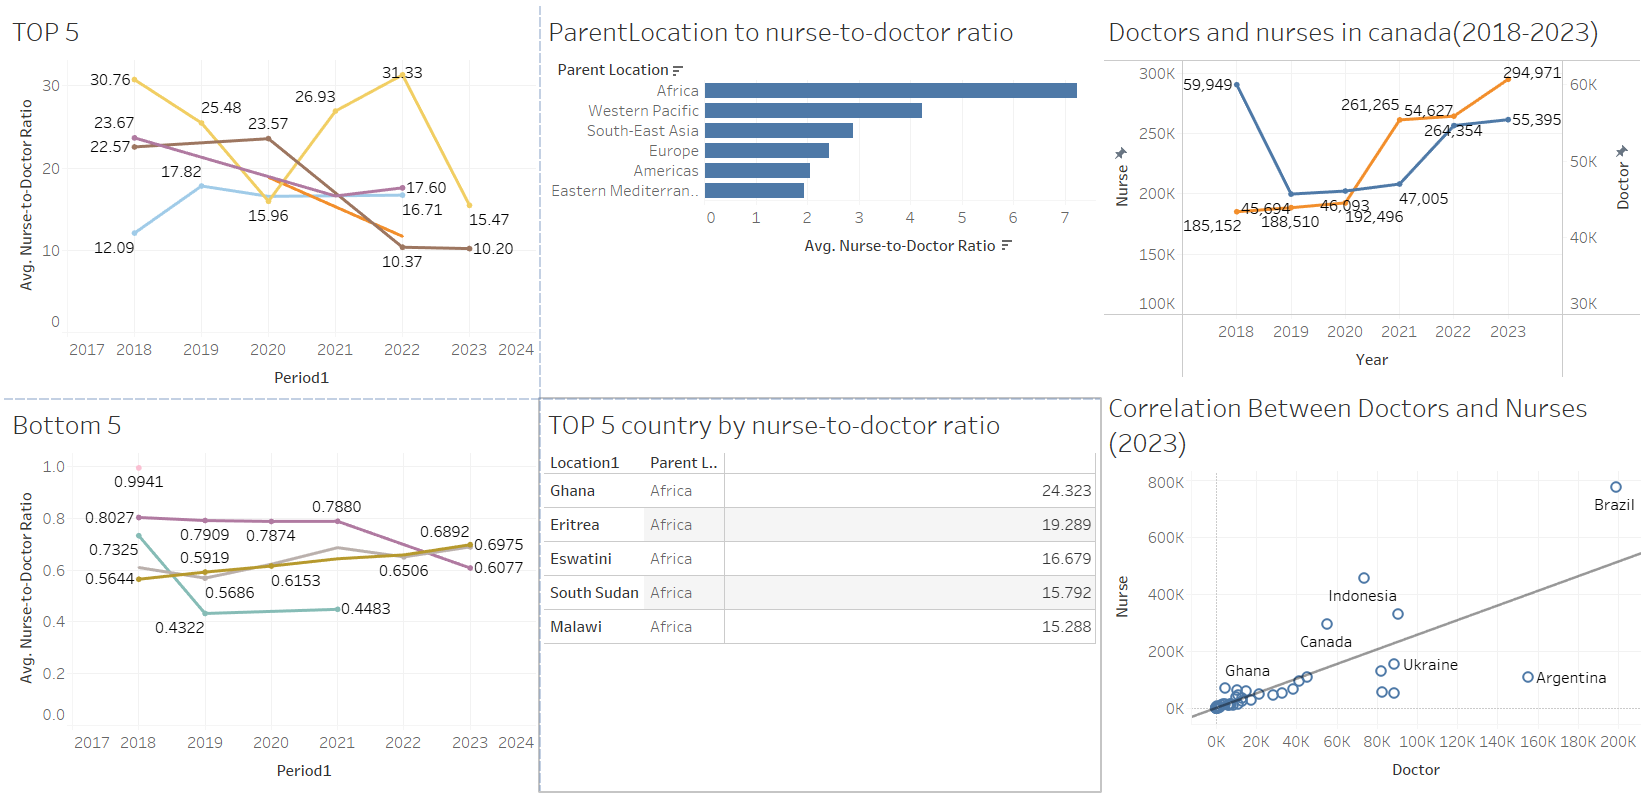 TOP 5
Avg. Nurse-to-Doctor Ratio
30
20
10
0
30.76
25.48
26.93
31.33
23.67
22.57
23.57
17.82
15.96
17.60
16.71
15.47
12.09
10.37
10.20
2017 2018 2019 2020 2021 2022 2023 2024
Period1
ParentLocation to nurse-to-doctor ratio
Parent Location
Africa
Western Pacific
South-East Asia
Europe
Americas
Eastern Mediterran..
0 1 2 3 4 5 6 7
Avg. Nurse-to-Doctor Ratio
Doctors and nurses in canada(2018-2023)
Nurse
300K
250K
200K
150K
100K
59,949
294,971
261,265
54,627
264,354
55,395
45,694
46,093
47,005
185,152
188,510
192,496
60K
50K
40K
30K
Doctor
2018 2019 2020 2021 2022 2023
Year
Bottom 5
Avg. Nurse-to-Doctor Ratio
1.0
0.8
0.6
0.4
0.2
0.0
0.9941
0.8027
0.7909
0.7874
0.7880
0.7325
0.5919
0.6892
0.6975
0.5644
0.5686
0.6153
0.6506
0.6077
0.4322
0.4483
2017 2018 2019 2020 2021 2022 2023 2024
Period1
TOP 5 country by nurse-to-doctor ratio
Location1 Parent L..
Ghana Africa 24.323
Eritrea Africa 19.289
Eswatini Africa 16.679
South Sudan Africa 15.792
Malawi Africa 15.288
Correlation Between Doctors and Nurses
(2023)
Nurse
800K
600K
400K
200K
0K
Brazil
Indonesia
Canada
Ghana
Ukraine
Argentina
0K 20K 40K 60K 80K 100K 120K 140K 160K 180K 200K
Doctor